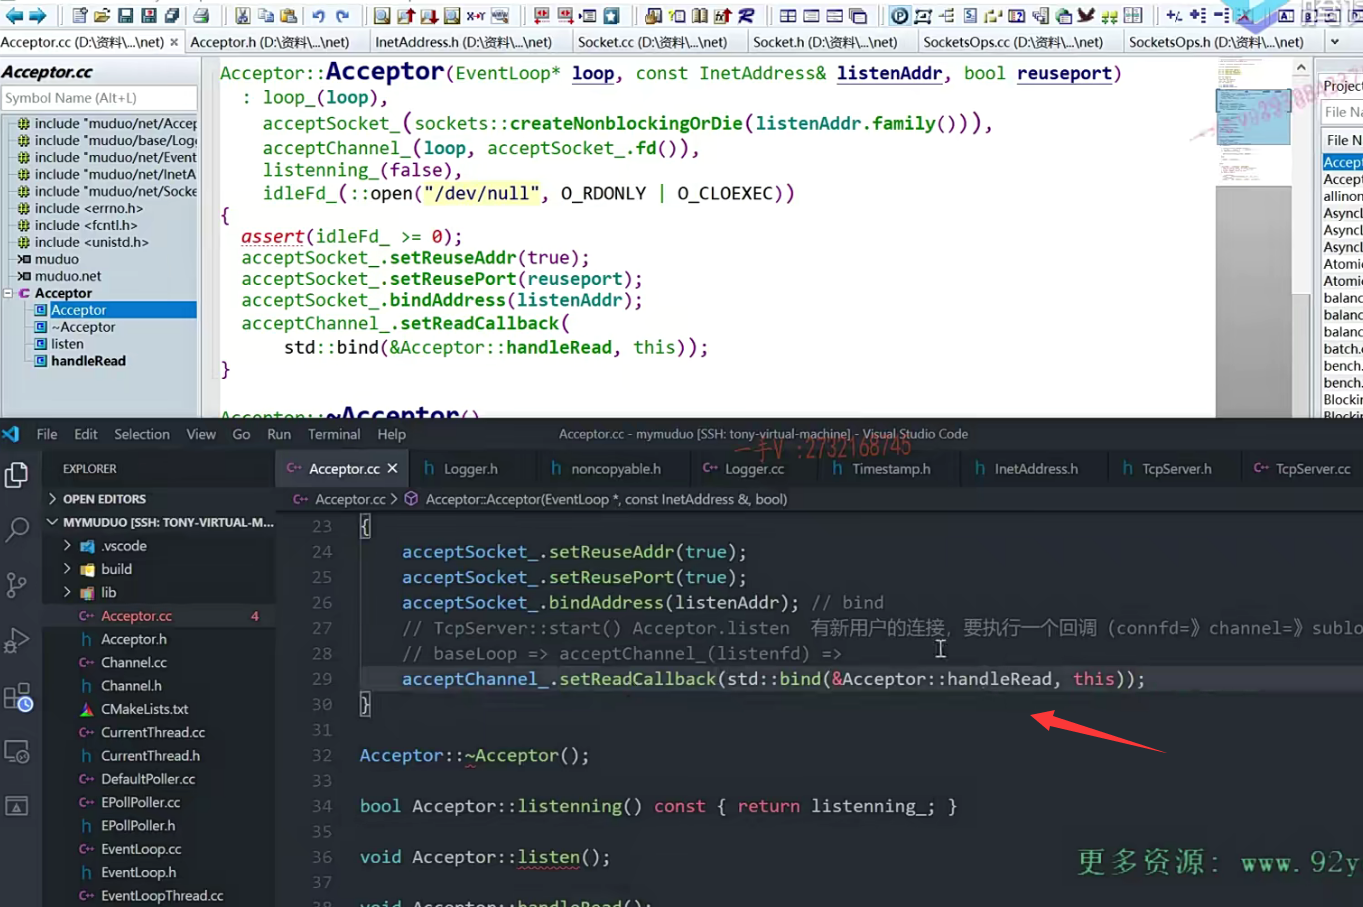 Acceptor.cc (D:\资料\...\net) ×
Acceptor.h (D:\资料\...\net)
InetAddress.h (D:\资料\...\net)
Socket.cc (D:\资料\...\net)
Socket.h (D:\资料\...\net)
SocketsOps.cc (D:\资料\...\net)
SocketsOps.h (D:\资料\...\net)
Acceptor.cc
Symbol Name (Alt+L)
include "muduo/net/Accep
include "muduo/base/Log
include "muduo/net/Event
include "muduo/net/InetA
include "muduo/net/Socke
include <errno.h>
include <fcntl.h>
include <unistd.h>
muduo
muduo.net
Acceptor
Acceptor
~Acceptor
listen
handleRead
Acceptor::Acceptor(EventLoop* loop, const InetAddress& listenAddr, bool reuseport)
: loop_(loop),
acceptSocket_(sockets::createNonblockingOrDie(listenAddr.family())),
acceptChannel_(loop, acceptSocket_.fd()),
listenning_(false),
idleFd_(::open("/dev/null", O_RDONLY | O_CLOEXEC))
{
assert(idleFd_ >= 0);
acceptSocket_.setReuseAddr(true);
acceptSocket_.setReusePort(reuseport);
acceptSocket_.bindAddress(listenAddr);
acceptChannel_.setReadCallback(
std::bind(&Acceptor::handleRead, this));
}
Acceptor::~Acceptor()
Project
File Na
File N
Accept
Accept
allinon
AsyncL
AsyncL
AsyncL
Atomic
Atomic
balanc
balanc
balanc
batch.c
bench.
bench.
Blockin
Blockin
File Edit Selection View Go Run Terminal Help
Acceptor.cc - mymuduo [SSH: tony-virtual-machine] - Visual Studio Code
一手V :2732168745
EXPLORER
OPEN EDITORS
MYMUDUO [SSH: TONY-VIRTUAL-M...
.vscode
build
lib
Acceptor.cc 4
Acceptor.h
Channel.cc
Channel.h
CMakeLists.txt
CurrentThread.cc
CurrentThread.h
DefaultPoller.cc
EPollPoller.cc
EPollPoller.h
EventLoop.cc
EventLoop.h
EventLoopThread.cc
Acceptor.cc ×
Logger.h
noncopyable.h
Logger.cc
Timestamp.h
InetAddress.h
TcpServer.h
TcpServer.cc
Acceptor.cc > Acceptor::Acceptor(EventLoop *, const InetAddress &, bool)
23 {
24 acceptSocket_.setReuseAddr(true);
25 acceptSocket_.setReusePort(true);
26 acceptSocket_.bindAddress(listenAddr); // bind
27 // TcpServer::start() Acceptor.listen 有新用户的连接，要执行一个回调（connfd=》channel=》sublo
28 // baseLoop => acceptChannel_(listenfd) =>
29 acceptChannel_.setReadCallback(std::bind(&Acceptor::handleRead, this));
30 }
31
32 Acceptor::~Acceptor();
33
34 bool Acceptor::listenning() const { return listenning_; }
35
36 void Acceptor::listen();
37
38 void Acceptor::handleRead();
更多资源: www.92y